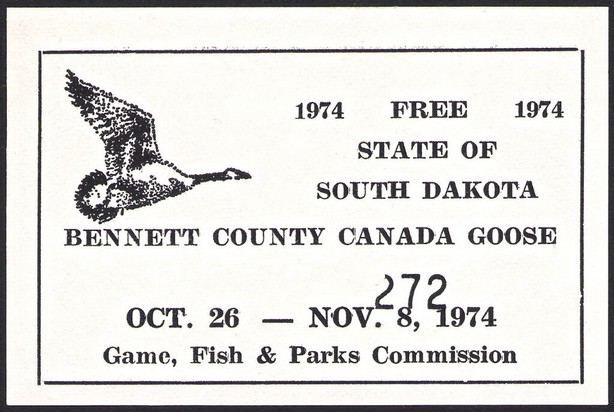 1974 FREE 1974
STATE OF
SOUTH DAKOTA
BENNETT COUNTY CANADA GOOSE
272
OCT. 26 — NOV. 8, 1974
Game, Fish & Parks Commission